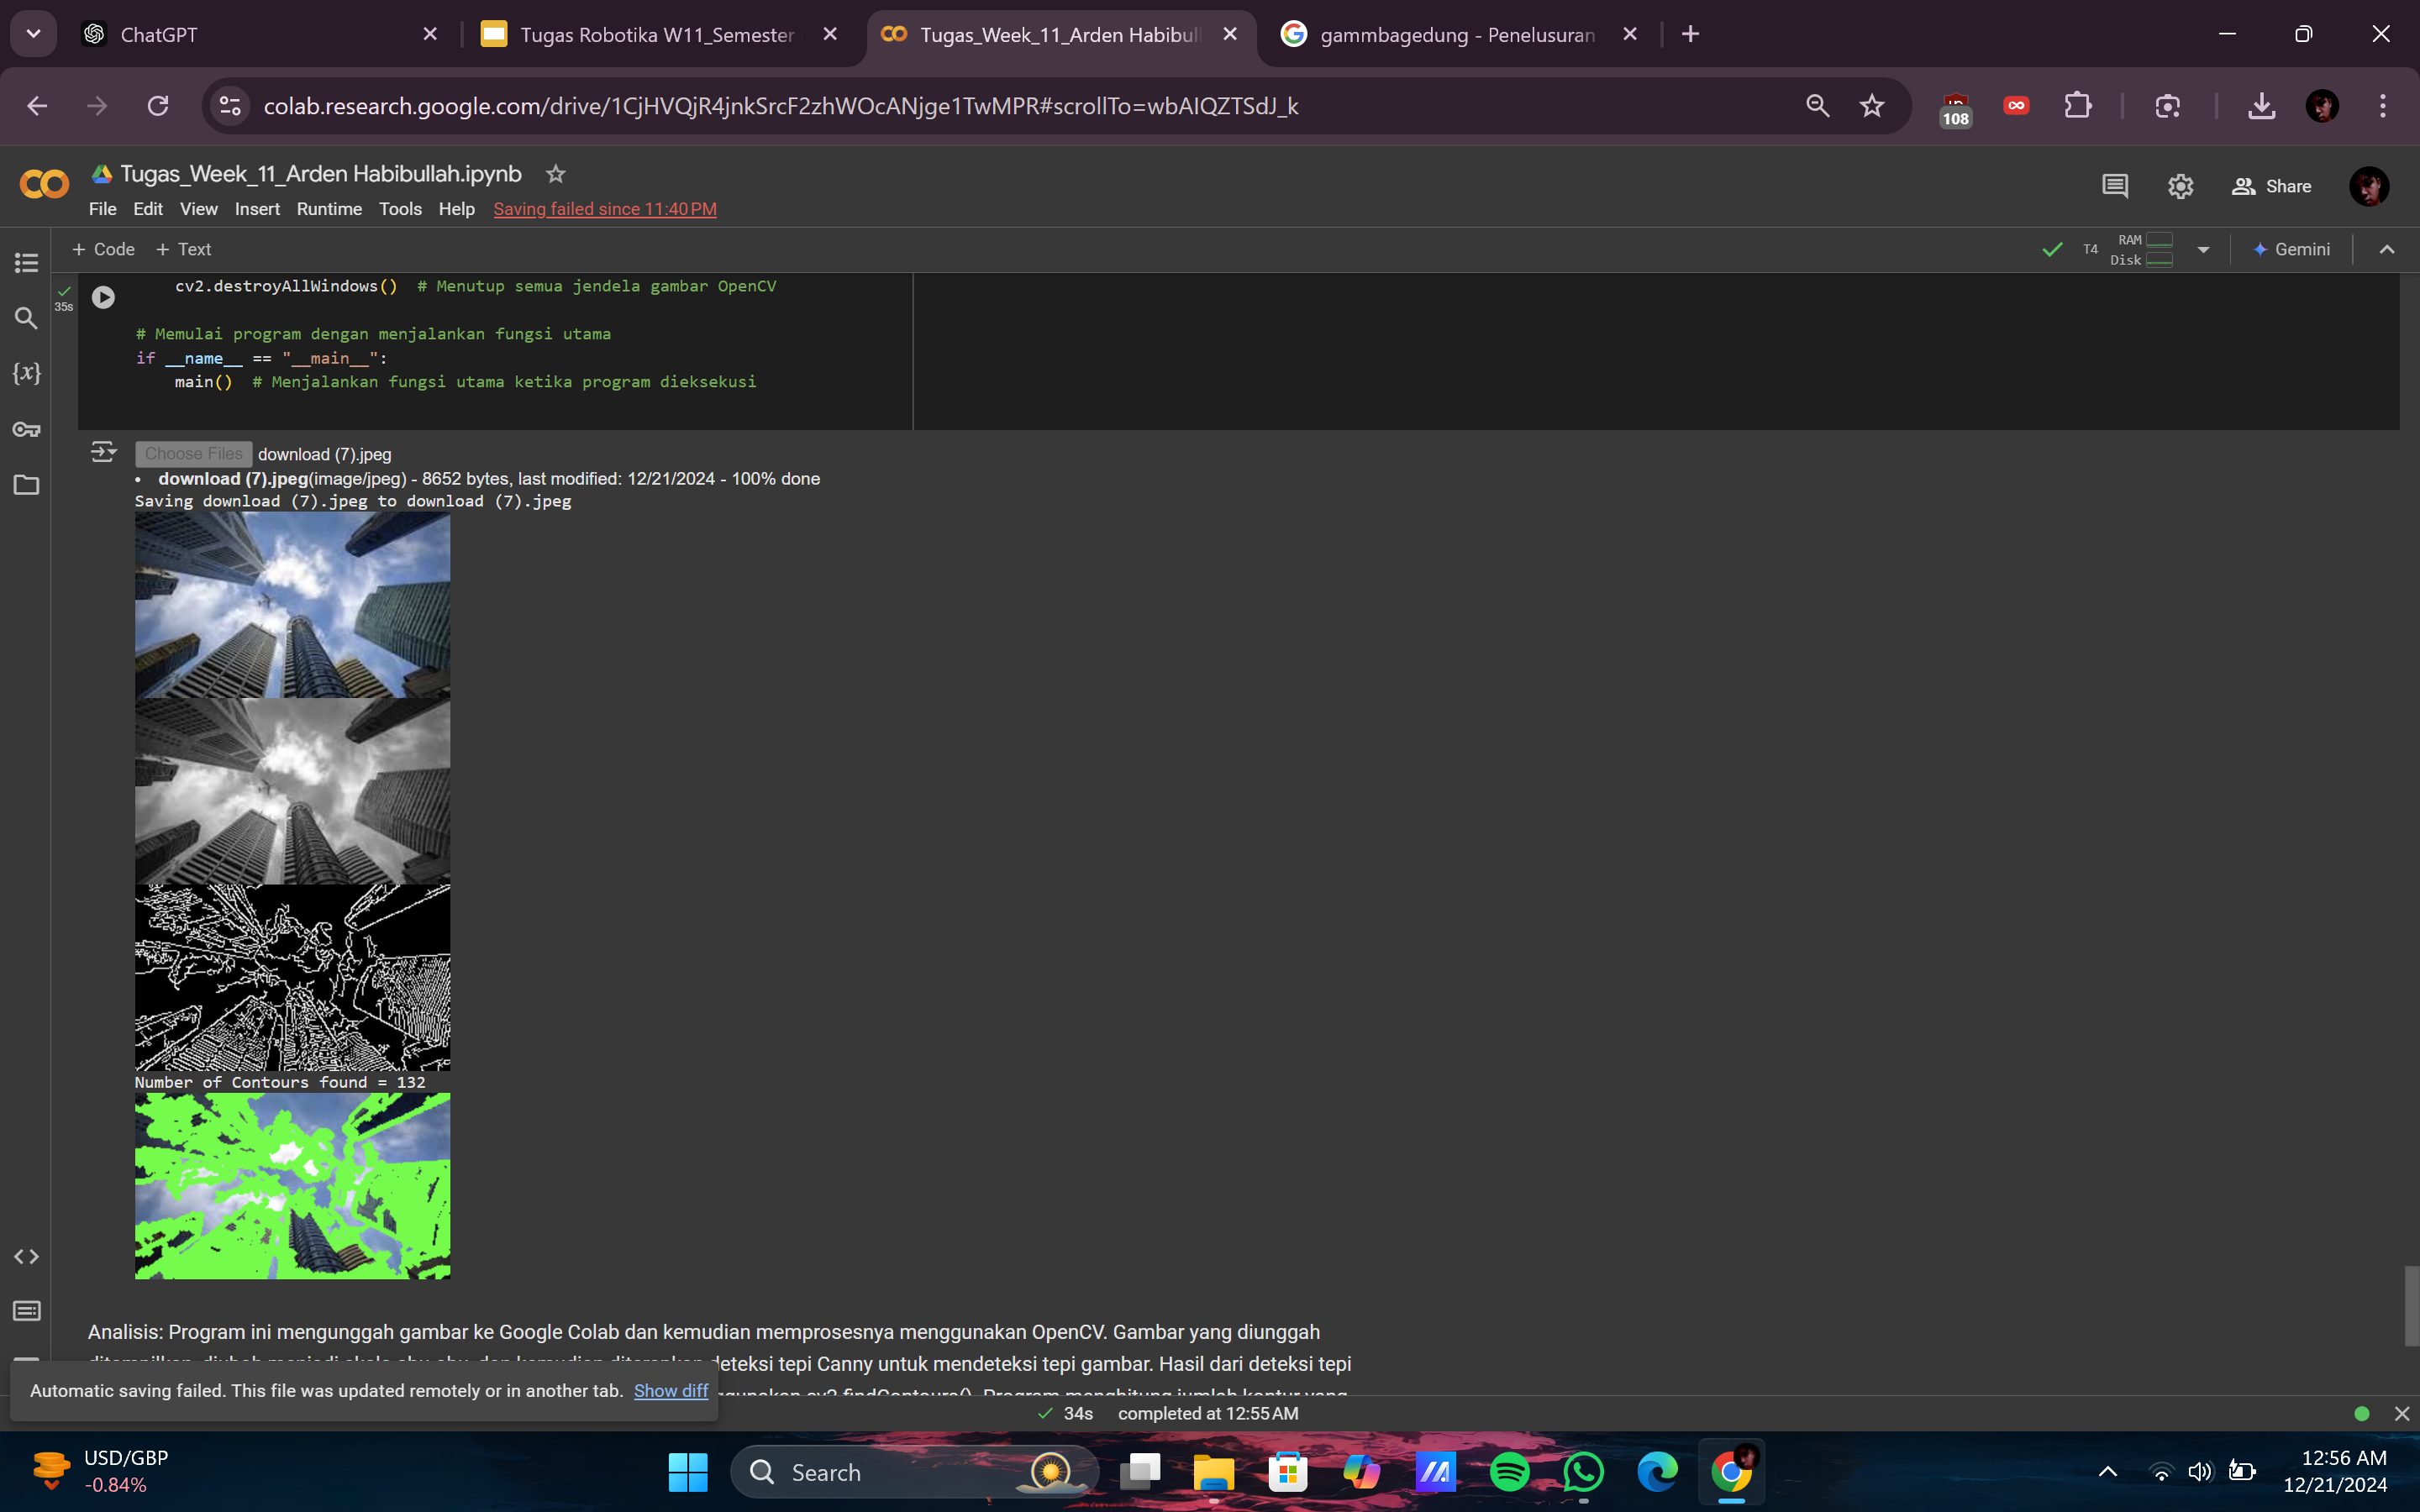 ChatGPT
Tugas Robotika W11_Semester
Tugas_Week_11_Arden Habibull
gammbagedung - Penelusuran
colab.research.google.com/drive/1CjHVQjR4jnkSrcF2zhWOcANjge1TwMPR#scrollTo=wbAIQZTSdJ_k
108
Tugas_Week_11_Arden Habibullah.ipynb
Share
File Edit View Insert Runtime Tools Help Saving failed since 11:40 PM
+ Code + Text
T4 RAM Disk Gemini
35s
cv2.destroyAllWindows() # Menutup semua jendela gambar OpenCV
# Memulai program dengan menjalankan fungsi utama
if __name__ == "__main__":
main() # Menjalankan fungsi utama ketika program dieksekusi
Choose Files download (7).jpeg
• download (7).jpeg(image/jpeg) - 8652 bytes, last modified: 12/21/2024 - 100% done
Saving download (7).jpeg to download (7).jpeg
Number of Contours found = 132
Analisis: Program ini mengunggah gambar ke Google Colab dan kemudian memprosesnya menggunakan OpenCV. Gambar yang diunggah
deteksi tepi Canny untuk mendeteksi tepi gambar. Hasil dari deteksi tepi
Automatic saving failed. This file was updated remotely or in another tab. Show diff
34s completed at 12:55 AM
USD/GBP
-0.84%
Search
12:56 AM
12/21/2024